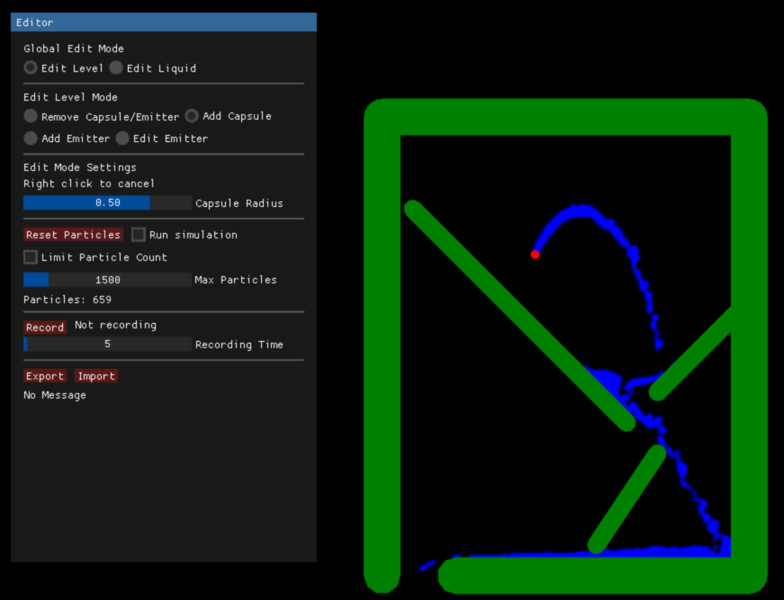 Editor
Global Edit Mode
Edit Level Edit Liquid
Edit Level Mode
Remove Capsule/Emitter Add Capsule
Add Emitter Edit Emitter
Edit Mode Settings
Right click to cancel
0.50 Capsule Radius
Reset Particles Run simulation
Limit Particle Count
1500 Max Particles
Particles: 659
Record Not recording
5 Recording Time
Export Import
No Message